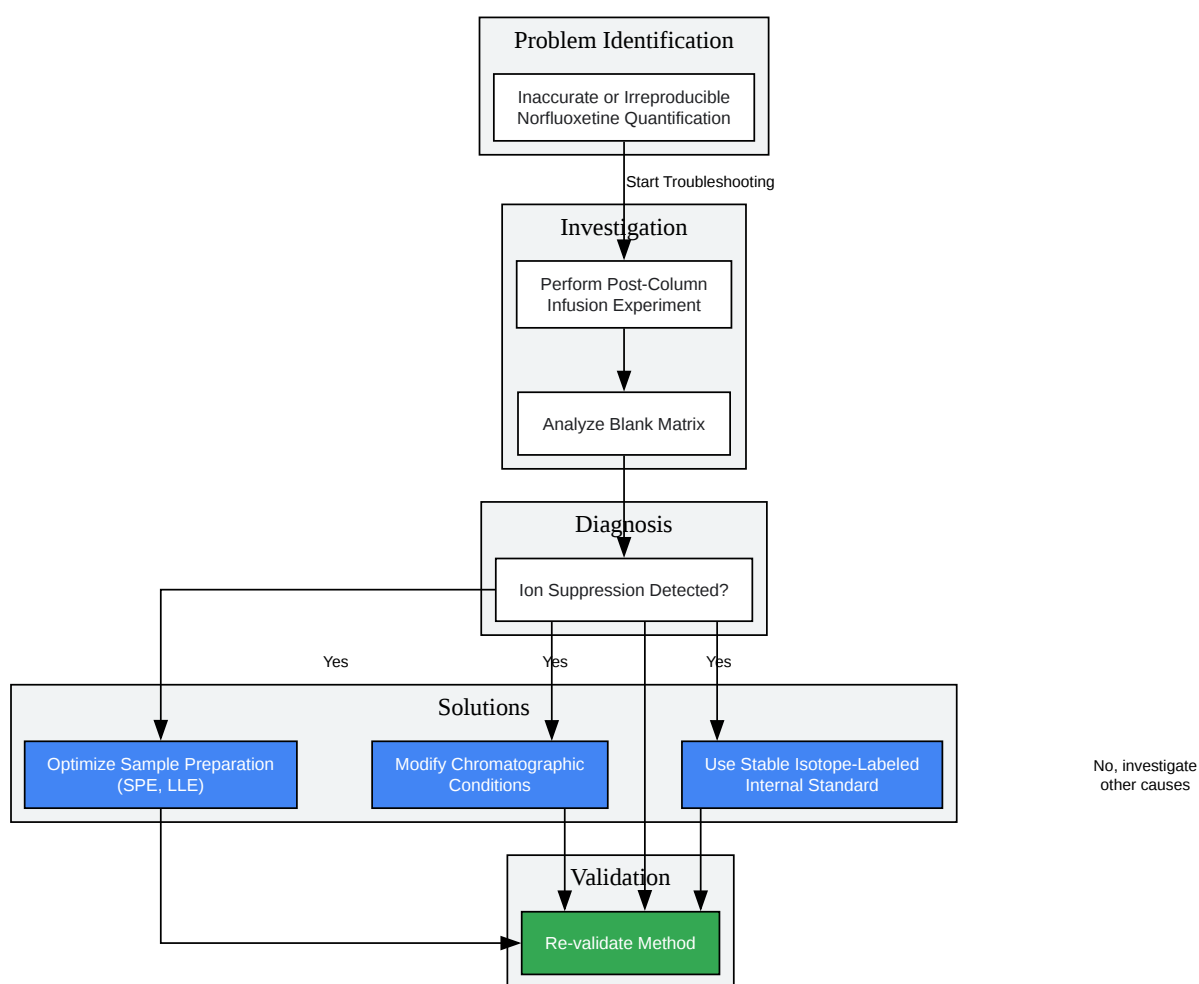 Problem Identification
Inaccurate or Irreproducible
Norfluoxetine Quantification
Start Troubleshooting
Investigation
Perform Post-Column
Infusion Experiment
Analyze Blank Matrix
Diagnosis
Ion Suppression Detected?
Yes
Yes
Yes
Solutions
Optimize Sample Preparation
(SPE, LLE)
Modify Chromatographic
Conditions
Use Stable Isotope-Labeled
Internal Standard
No, investigate
other causes
Validation
Re-validate Method